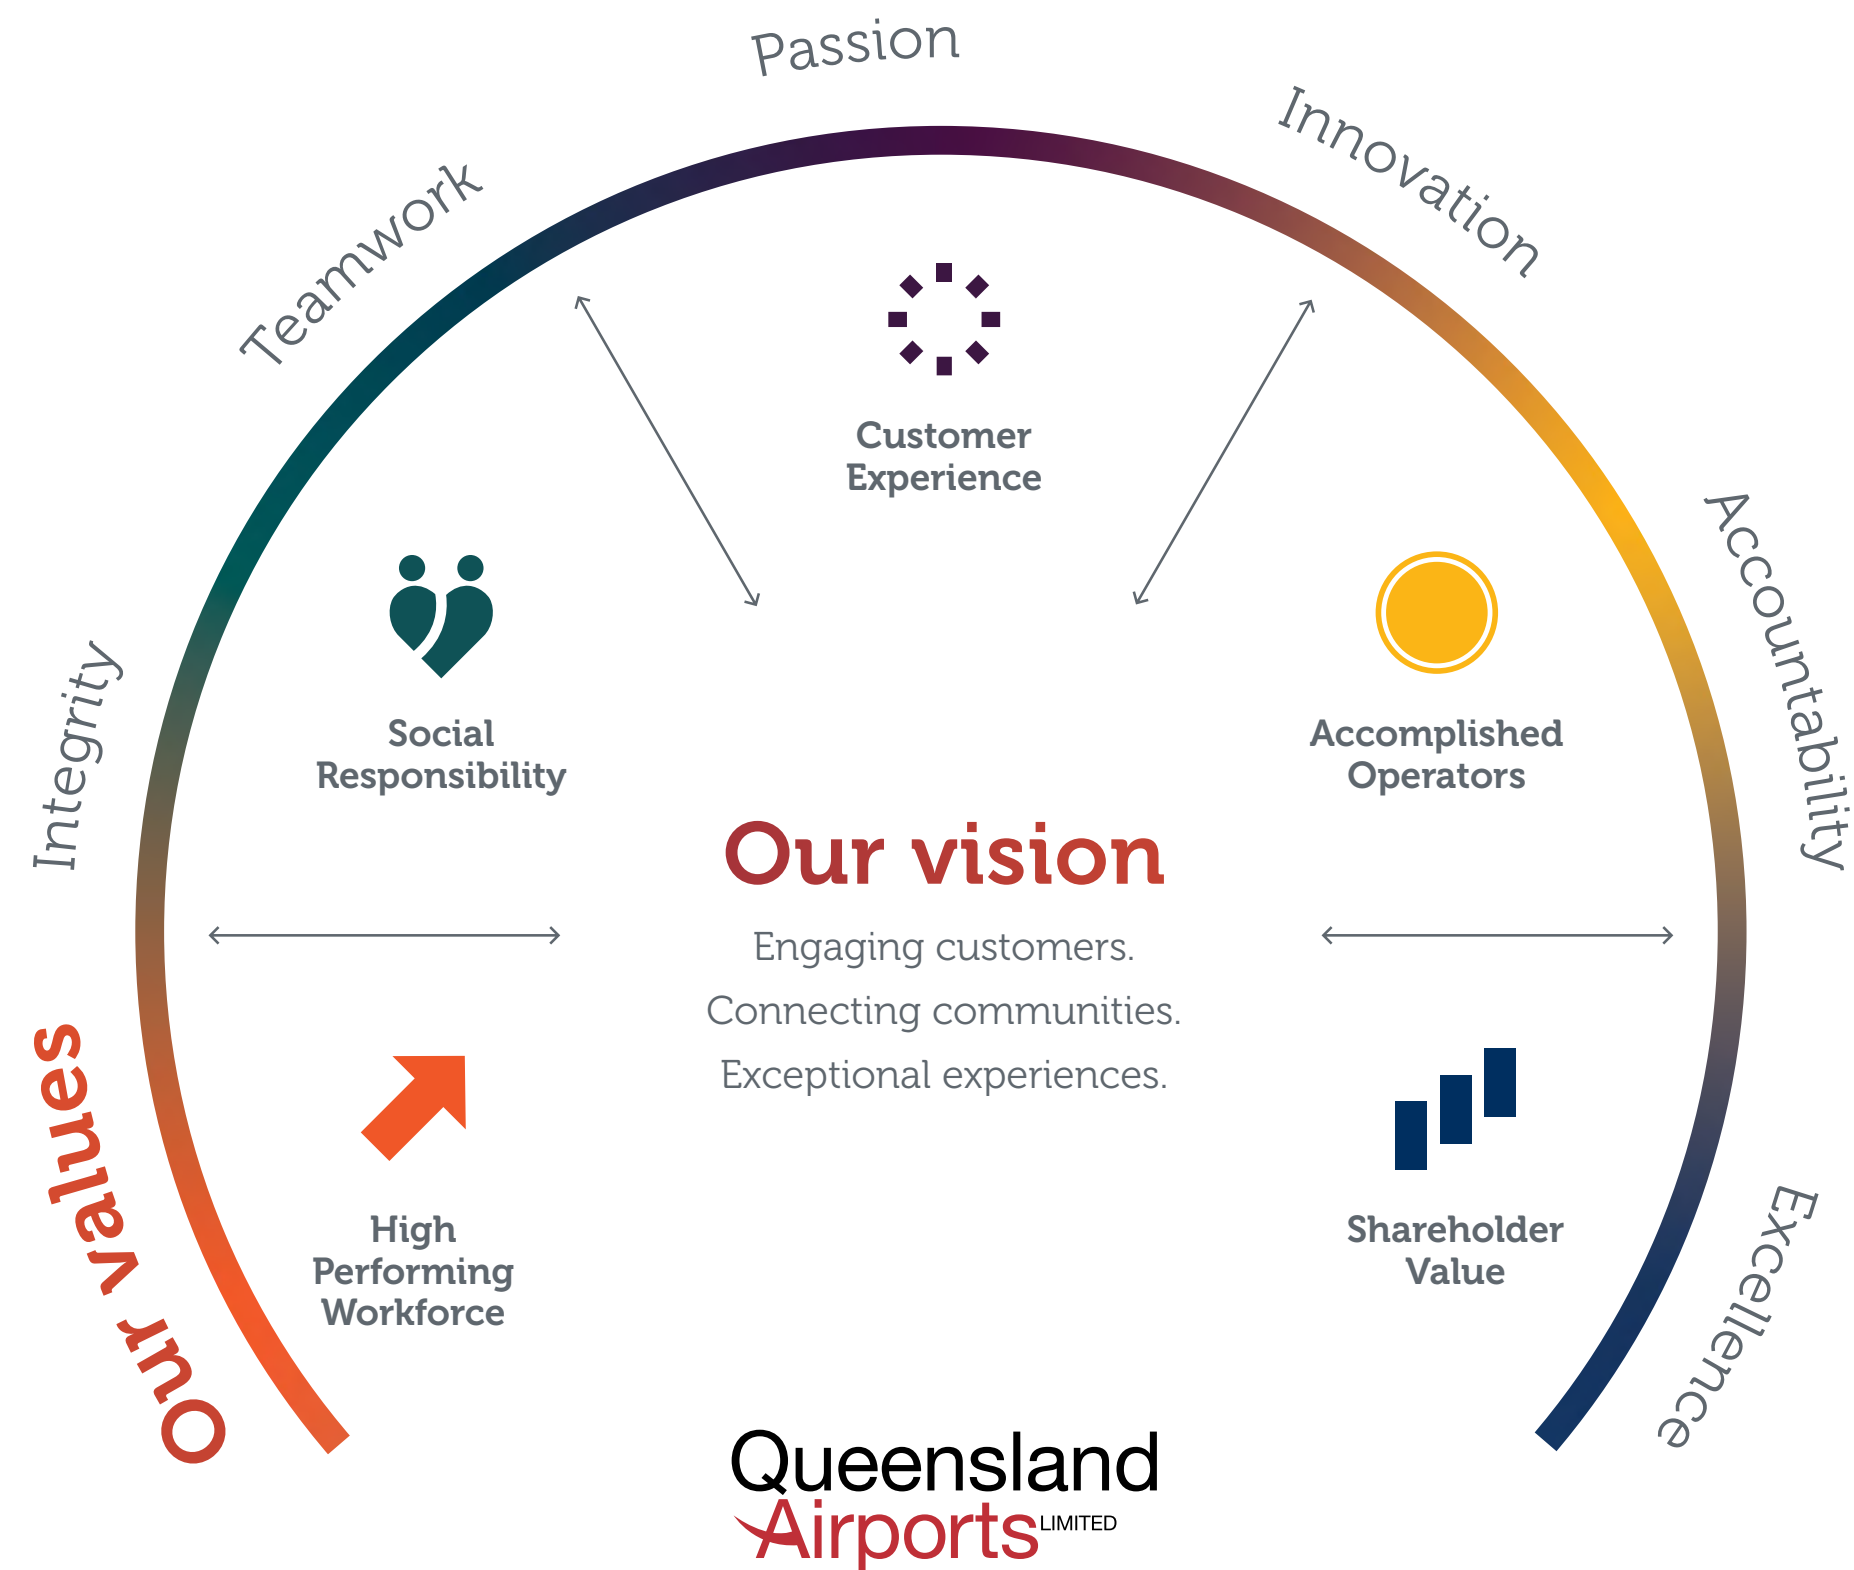 Our values
Integrity
Teamwork
Passion
Innovation
Accountability
Excellence
Customer
Experience
Social
Responsibility
Accomplished
Operators
Our vision
Engaging customers.
Connecting communities.
Exceptional experiences.
High
Performing
Workforce
Shareholder
Value
Queensland
Airports LIMITED